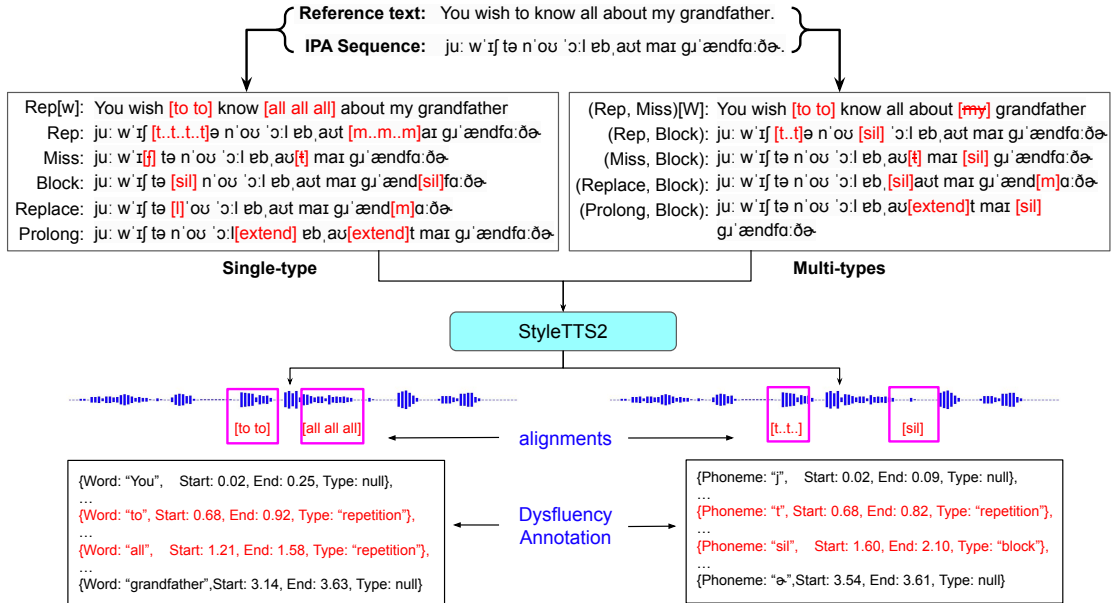 Reference text: You wish to know all about my grandfather.
IPA Sequence: juː wˈɪʃ tə nˈoʊ ˈɔːl ɐbˌaʊt maɪ ɡɹˈændfɑːðɚ.
Rep[w]: You wish [to to] know [all all all] about my grandfather
Rep: juː wˈɪʃ [t..t..t..t]ə nˈoʊ ˈɔːl ɐbˌaʊt [m..m..m]aɪ ɡɹˈændfɑːðɚ
Miss: juː wˈɪ[ʃ] tə nˈoʊ ˈɔːl ɐbˌaʊ[t] maɪ ɡɹˈændfɑːðɚ
Block: juː wˈɪʃ tə [sil] nˈoʊ ˈɔːl ɐbˌaʊt maɪ ɡɹˈænd[sil]fɑːðɚ
Replace: juː wˈɪʃ tə [l]ˈoʊ ˈɔːl ɐbˌaʊt maɪ ɡɹˈænd[m]ɑːðɚ
Prolong: juː wˈɪʃ tə nˈoʊ ˈɔːl[extend] ɐbˌaʊ[extend]t maɪ ɡɹˈændfɑːðɚ
Single-type
(Rep, Miss)[W]: You wish [to to] know all about [my] grandfather
(Rep, Block): juː wˈɪʃ [t..t]ə nˈoʊ [sil] ˈɔːl ɐbˌaʊt maɪ ɡɹˈændfɑːðɚ
(Miss, Block): juː wˈɪʃ tə nˈoʊ ˈɔːl ɐbˌaʊ[t] maɪ [sil] ɡɹˈændfɑːðɚ
(Replace, Block): juː wˈɪʃ tə nˈoʊ ˈɔːl ɐbˌ[sil]aʊt maɪ ɡɹˈænd[m]ɑːðɚ
(Prolong, Block): juː wˈɪʃ tə nˈoʊ ˈɔːl ɐbˌaʊ[extend]t maɪ [sil]
ɡɹˈændfɑːðɚ
Multi-types
StyleTTS2
[to to]
[all all all]
alignments
[t..t..]
[sil]
{Word: “You”, Start: 0.02, End: 0.25, Type: null},
…
{Word: “to”, Start: 0.68, End: 0.92, Type: “repetition”},
…
{Word: “all”, Start: 1.21, End: 1.58, Type: “repetition”},
…
{Word: “grandfather”,Start: 3.14, End: 3.63, Type: null}
Dysfluency
Annotation
{Phoneme: “j”, Start: 0.02, End: 0.09, Type: null},
…
{Phoneme: “t”, Start: 0.68, End: 0.82, Type: “repetition”},
…
{Phoneme: “sil”, Start: 1.60, End: 2.10, Type: “block”},
…
{Phoneme: “ɚ”,Start: 3.54, End: 3.61, Type: null}